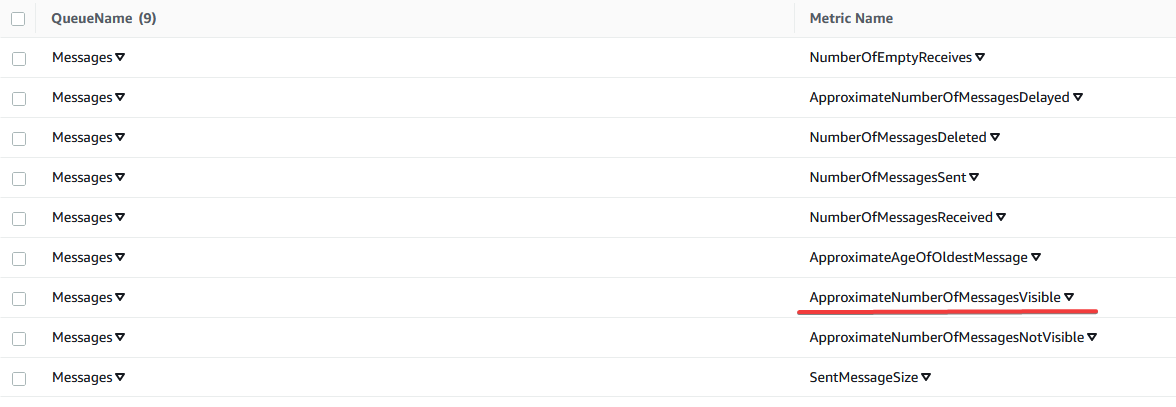 QueueName (9) Metric Name
Messages NumberOfEmptyReceives
Messages ApproximateNumberOfMessagesDelayed
Messages NumberOfMessagesDeleted
Messages NumberOfMessagesSent
Messages NumberOfMessagesReceived
Messages ApproximateAgeOfOldestMessage
Messages ApproximateNumberOfMessagesVisible
Messages ApproximateNumberOfMessagesNotVisible
Messages SentMessageSize